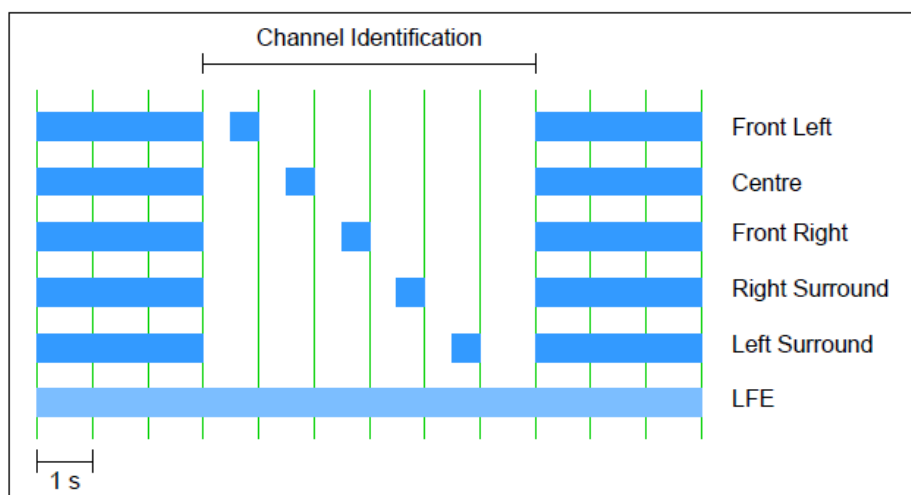 Channel Identification
Front Left
Centre
Front Right
Right Surround
Left Surround
LFE
1 s